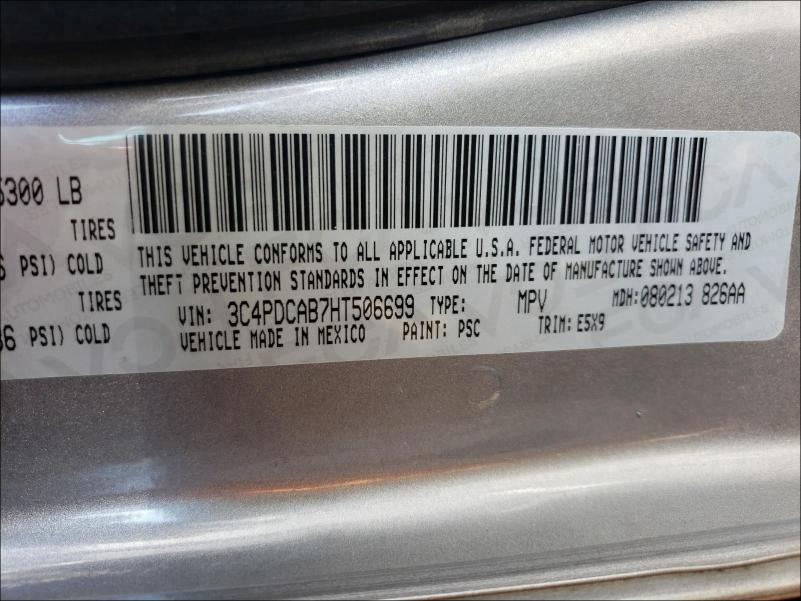 5300 LB
TIRES
PSI) COLD
TIRES
36 PSI) COLD
THIS VEHICLE CONFORMS TO ALL APPLICABLE U.S.A. FEDERAL MOTOR VEHICLE SAFETY AND
THEFT PREVENTION STANDARDS IN EFFECT ON THE DATE OF MANUFACTURE SHOWN ABOVE.
VIN: 3C4PDCAB7HT506699 TYPE: MPV MDH:080213 826AA
VEHICLE MADE IN MEXICO PAINT: PSC TRIM: E5X9